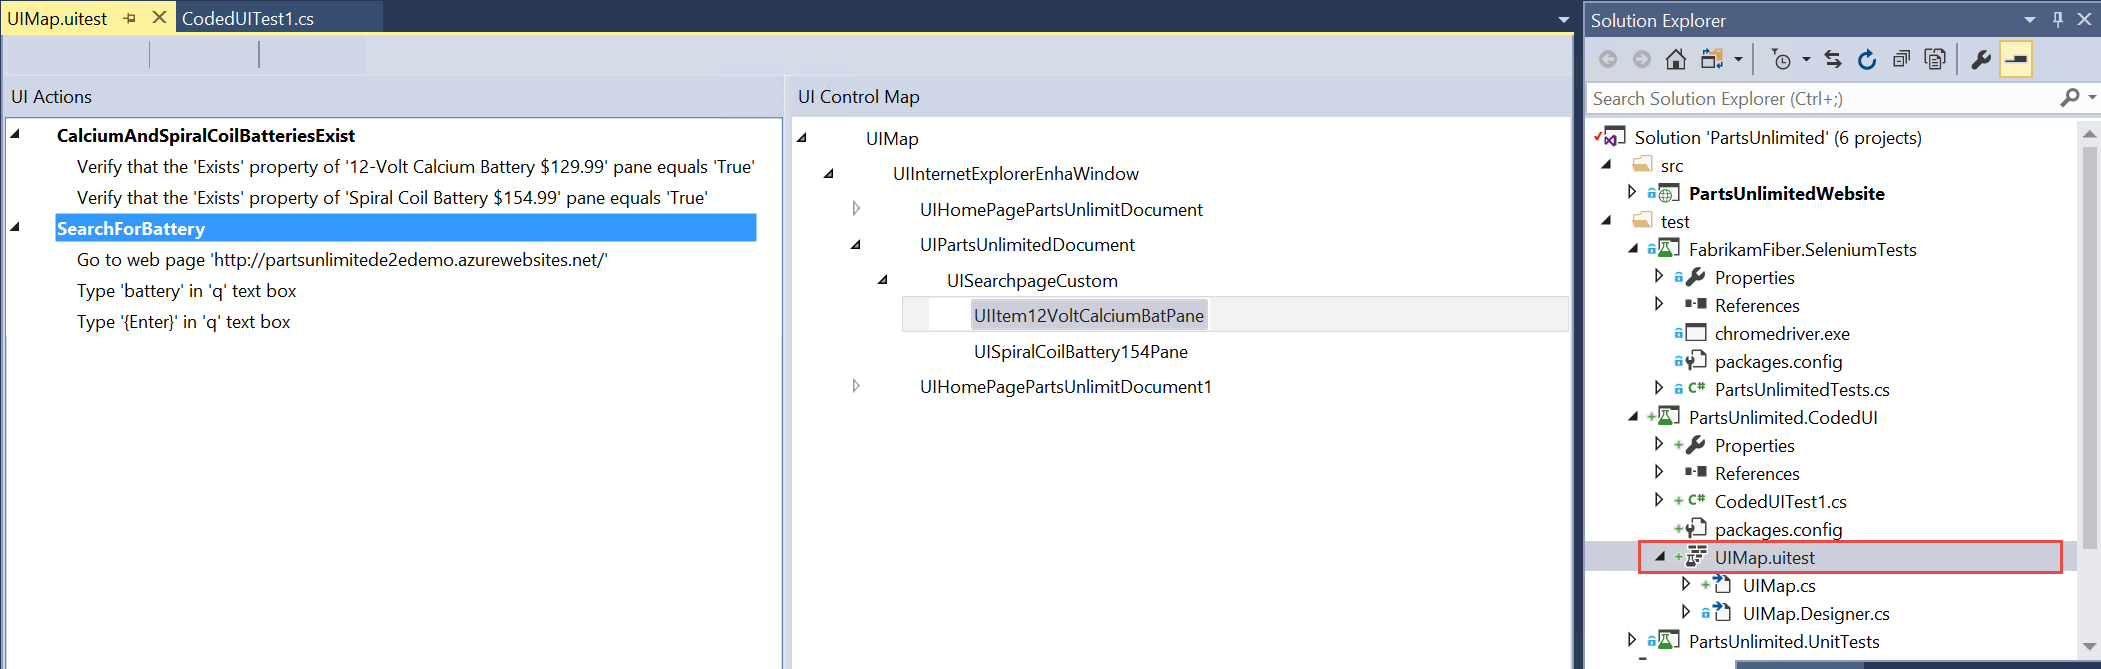 UIMap.uitest
CodedUITest1.cs
UI Actions
CalciumAndSpiralCoilBatteriesExist
Verify that the 'Exists' property of '12-Volt Calcium Battery $129.99' pane equals 'True'
Verify that the 'Exists' property of 'Spiral Coil Battery $154.99' pane equals 'True'
SearchForBattery
Go to web page 'http://partsunlimitede2edemo.azurewebsites.net/'
Type 'battery' in 'q' text box
Type '{Enter}' in 'q' text box
UI Control Map
UIMap
UIInternetExplorerEnhaWindow
UIHomePagePartsUnlimitDocument
UIPartsUnlimitedDocument
UISearchpageCustom
UIItem12VoltCalciumBatPane
UISpiralCoilBattery154Pane
UIHomePagePartsUnlimitDocument1
Solution Explorer
Search Solution Explorer (Ctrl+;)
Solution 'PartsUnlimited' (6 projects)
src
PartsUnlimitedWebsite
test
FabrikamFiber.SeleniumTests
Properties
References
chromedriver.exe
packages.config
C# PartsUnlimitedTests.cs
PartsUnlimited.CodedUI
Properties
References
C# CodedUITest1.cs
packages.config
UIMap.uitest
UIMap.cs
UIMap.Designer.cs
PartsUnlimited.UnitTests